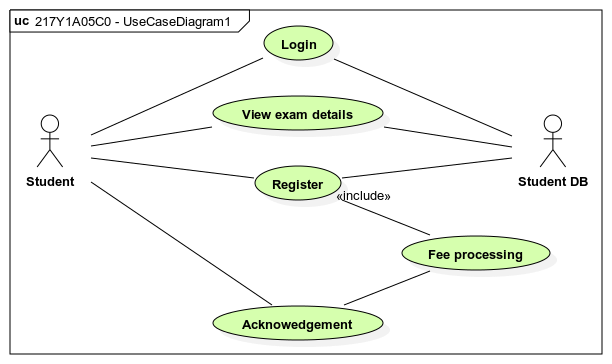 uc 217Y1A05C0 - UseCaseDiagram1
Login
View exam details
Student
Student DB
Register
«include»
Fee processing
Acknowedgement